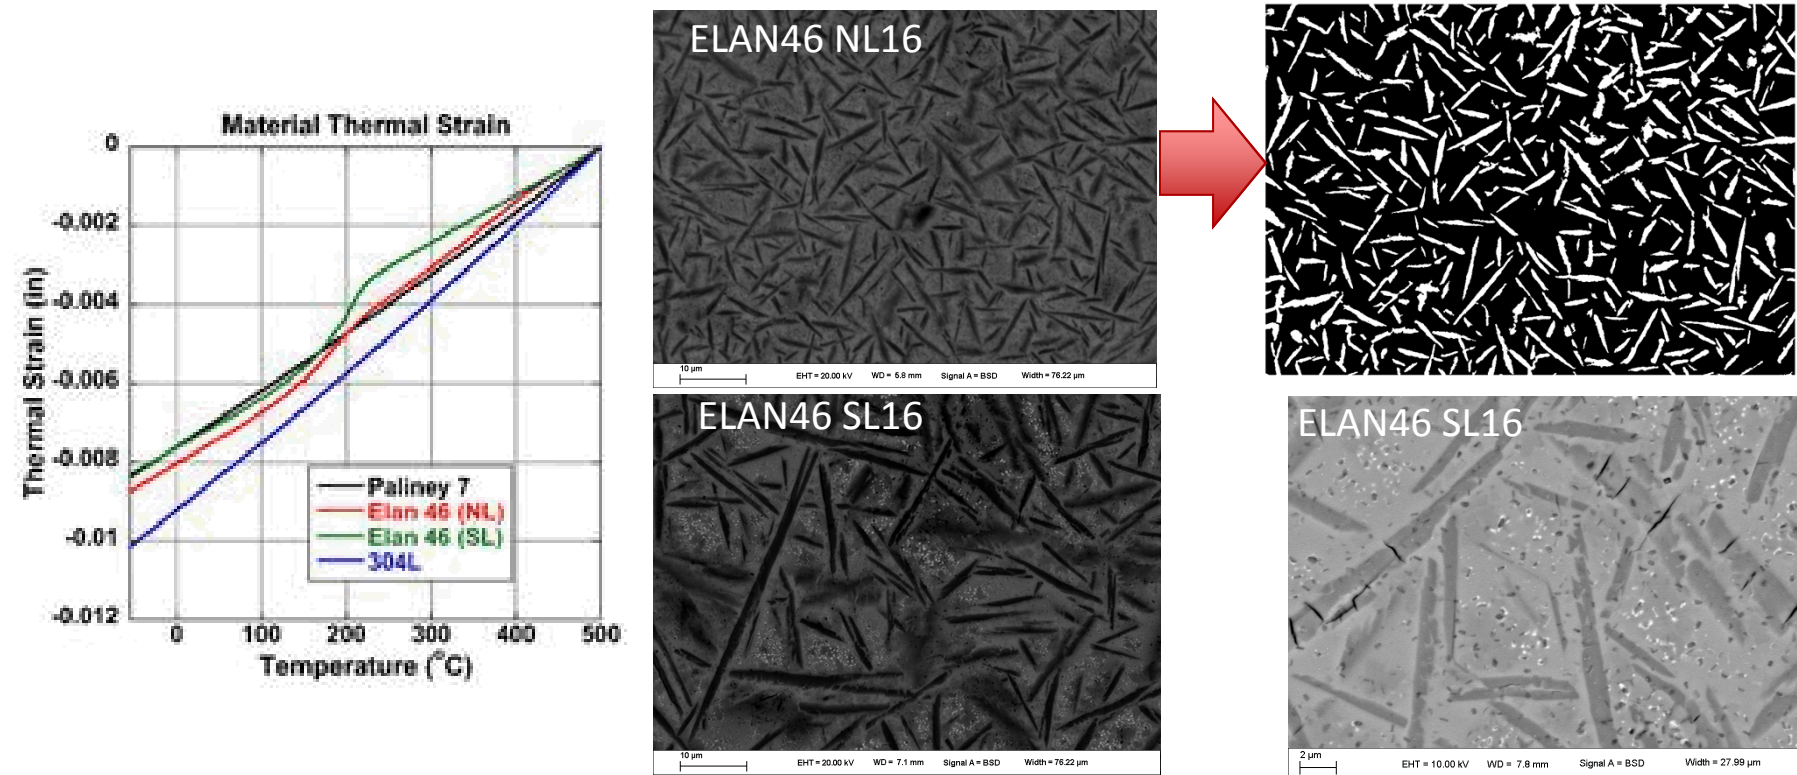 Material Thermal Strain
Thermal Strain (in)
0
-0.002
-0.004
-0.006
-0.008
-0.01
-0.012
0 100 200 300 400 500
Temperature (°C)
Paliney 7
Elan 46 (NL)
Elan 46 (SL)
304L
ELAN46 NL16
10 µm
EHT = 20.00 kV WD = 5.8 mm Signal A = BSD Width = 76.22 µm
ELAN46 SL16
10 µm
EHT = 20.00 kV WD = 7.1 mm Signal A = BSD Width = 76.22 µm
ELAN46 SL16
2 µm
EHT = 10.00 kV WD = 7.8 mm Signal A = BSD Width = 27.99 µm